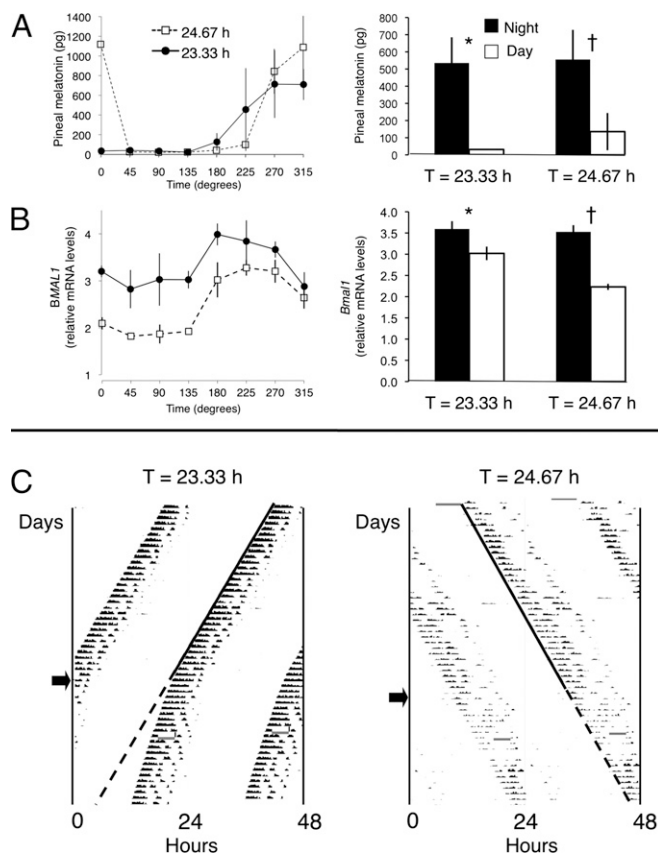 A
Pineal melatonin (pg)
1400
1200
1000
800
600
400
200
0
24.67 h
23.33 h
0 45 90 135 180 225 270 315
Time (degrees)
Pineal melatonin (pg)
800
700
600
500
400
300
200
100
0
* †
Night
Day
T = 23.33 h T = 24.67 h
B
BMAL1
(relative mRNA levels)
4
3
2
1
0 45 90 135 180 225 270 315
Time (degrees)
Bmal1
(relative mRNA levels)
4.0
3.5
3.0
2.5
2.0
1.5
1.0
0.5
0.0
* †
T = 23.33 h T = 24.67 h
C
T = 23.33 h
Days
0 24 48
Hours
T = 24.67 h
Days
0 24 48
Hours